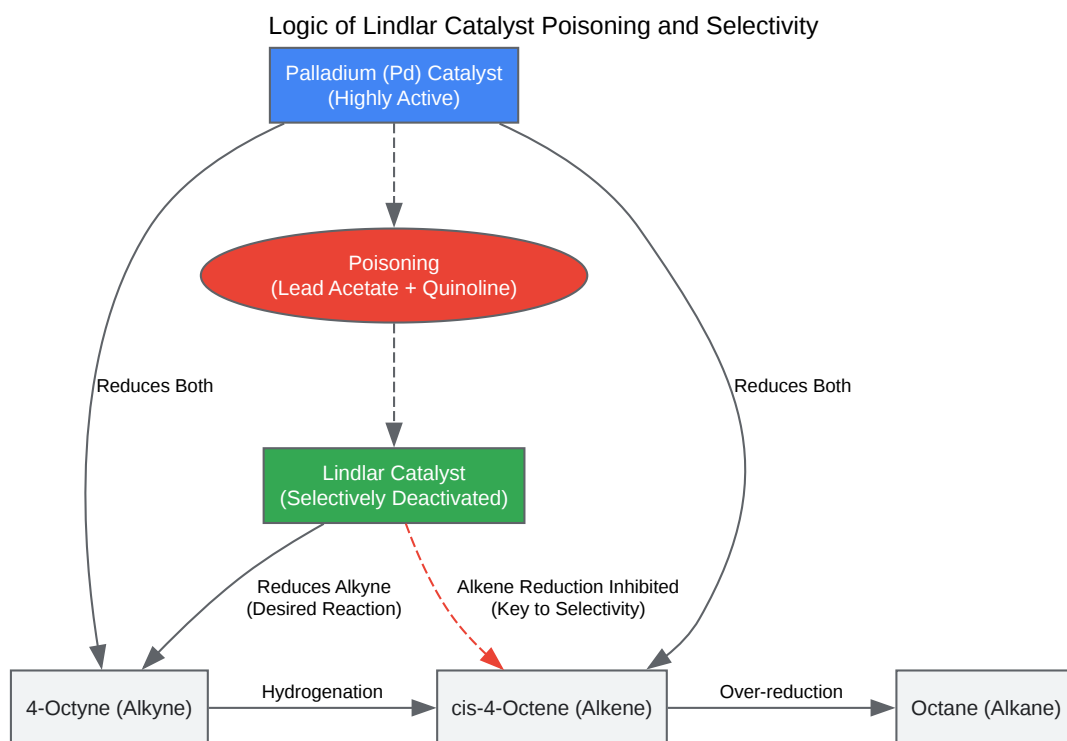 Logic of Lindlar Catalyst Poisoning and Selectivity
Palladium (Pd) Catalyst
(Highly Active)
Poisoning
(Lead Acetate + Quinoline)
Reduces Both
Reduces Both
Lindlar Catalyst
(Selectively Deactivated)
Reduces Alkyne
(Desired Reaction)
Alkene Reduction Inhibited
(Key to Selectivity)
4-Octyne (Alkyne)
Hydrogenation
cis-4-Octene (Alkene)
Over-reduction
Octane (Alkane)